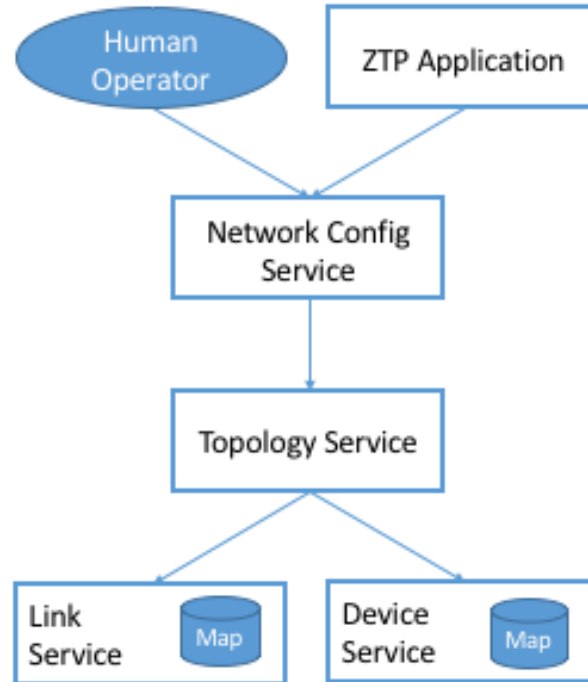 Human
Operator
ZTP Application
Network Config
Service
Topology Service
Link
Service
Map
Device
Service
Map